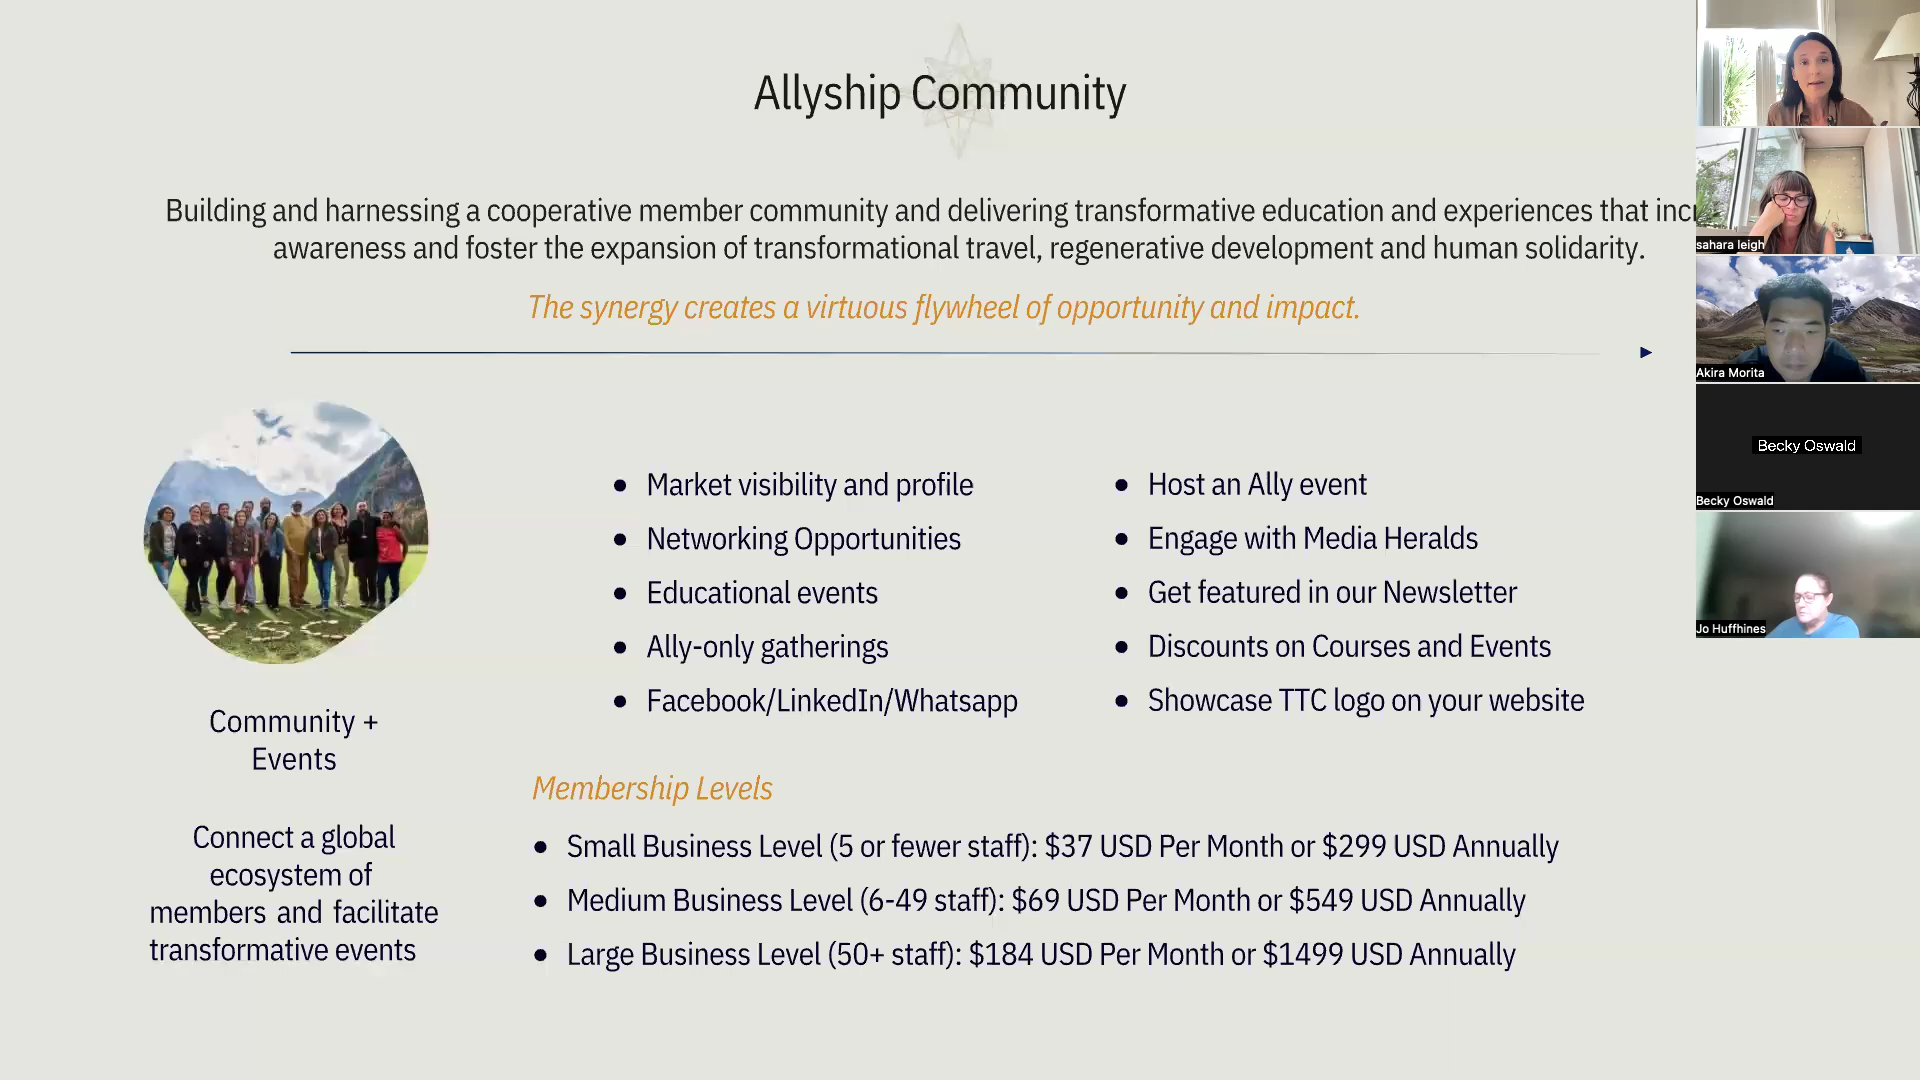 Allyship Community
Building and harnessing a cooperative member community and delivering transformative education and experiences that
awareness and foster the expansion of transformational travel, regenerative development and human solidarity.
The synergy creates a virtuous flywheel of opportunity and impact.
• Market visibility and profile
• Networking Opportunities
• Educational events
• Ally-only gatherings
• Facebook/LinkedIn/Whatsapp
• Host an Ally event
• Engage with Media Heralds
• Get featured in our Newsletter
• Discounts on Courses and Events
• Showcase TTC logo on your website
Community +
Events
Connect a global
ecosystem of
members and facilitate
transformative events
Membership Levels
• Small Business Level (5 or fewer staff): $37 USD Per Month or $299 USD Annually
• Medium Business Level (6-49 staff): $69 USD Per Month or $549 USD Annually
• Large Business Level (50+ staff): $184 USD Per Month or $1499 USD Annually
sahara leigh
Akira Morita
Becky Oswald
Becky Oswald
Jo Huffhines